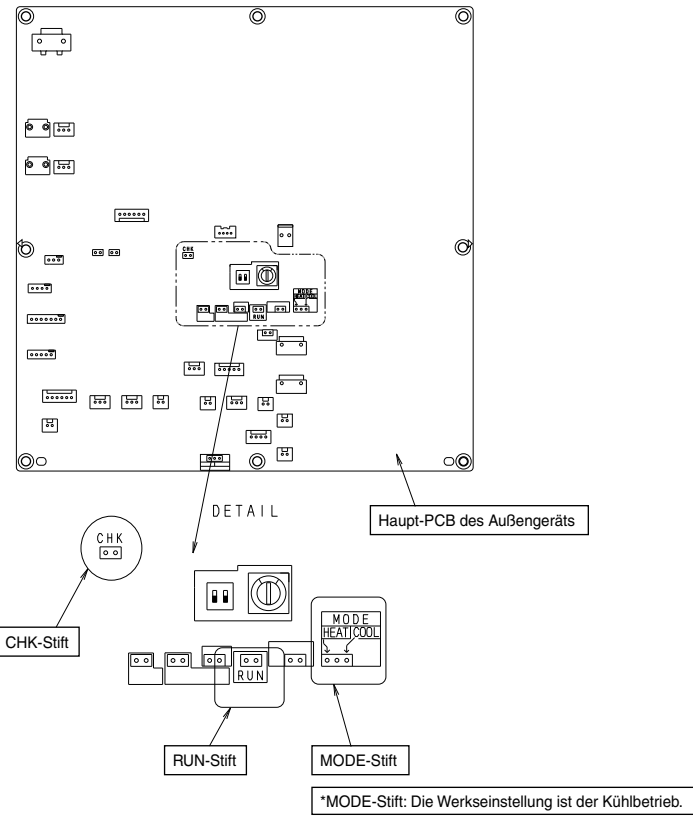 CHK
MODE
HEAT COOL
RUN
DETAIL
Haupt-PCB des Außengeräts
CHK
CHK-Stift
MODE
HEAT COOL
RUN
RUN-Stift
MODE-Stift
*MODE-Stift: Die Werkseinstellung ist der Kühlbetrieb.